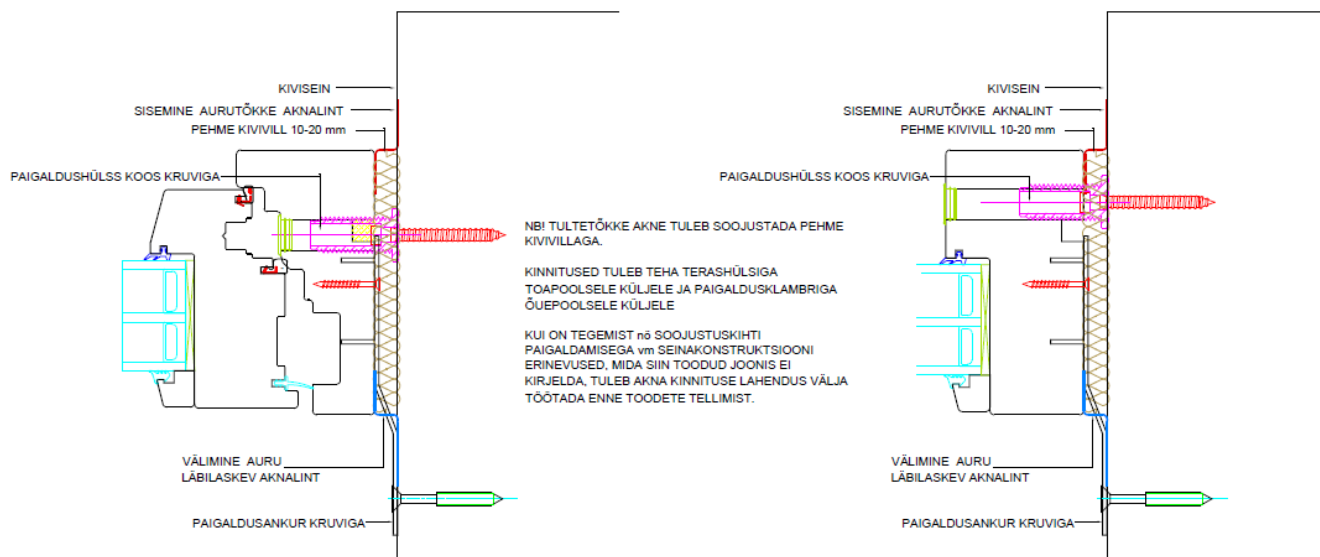 KIVISEIN
SISEMINE AURUTÕKKE AKNALINT
PEHME KIVIVILL 10-20 mm
PAIGALDUSHÜLSS KOOS KRUVIGA
VÄLIMINE AURU
LÄBILASKEV AKNALINT
PAIGALDUSANKUR KRUVIGA
NB! TULTETÕKKE AKNE TULEB SOOJUSTADA PEHME
KIVIVILLAGA.
KINNITUSED TULEB TEHA TERASHÜLSIGA
TOAPOOLSELE KÜLJELE JA PAIGALDUSKLAMBRIGA
ÕUEPOOLSELE KÜLJELE
KUI ON TEGEMIST nö SOOJUSTUSKIHTI
PAIGALDAMISEGA vm SEINAKONSTRUKTSIOONI
ERINEVUSED, MIDA SIIN TOODUD JOONIS EI
KIRJELDA, TULEB AKNA KINNITUSE LAHENDUS VÄLJA
TÖÖTADA ENNE TOODETE TELLIMIST.
KIVISEIN
SISEMINE AURUTÕKKE AKNALINT
PEHME KIVIVILL 10-20 mm
PAIGALDUSHÜLSS KOOS KRUVIGA
VÄLIMINE AURU
LÄBILASKEV AKNALINT
PAIGALDUSANKUR KRUVIGA